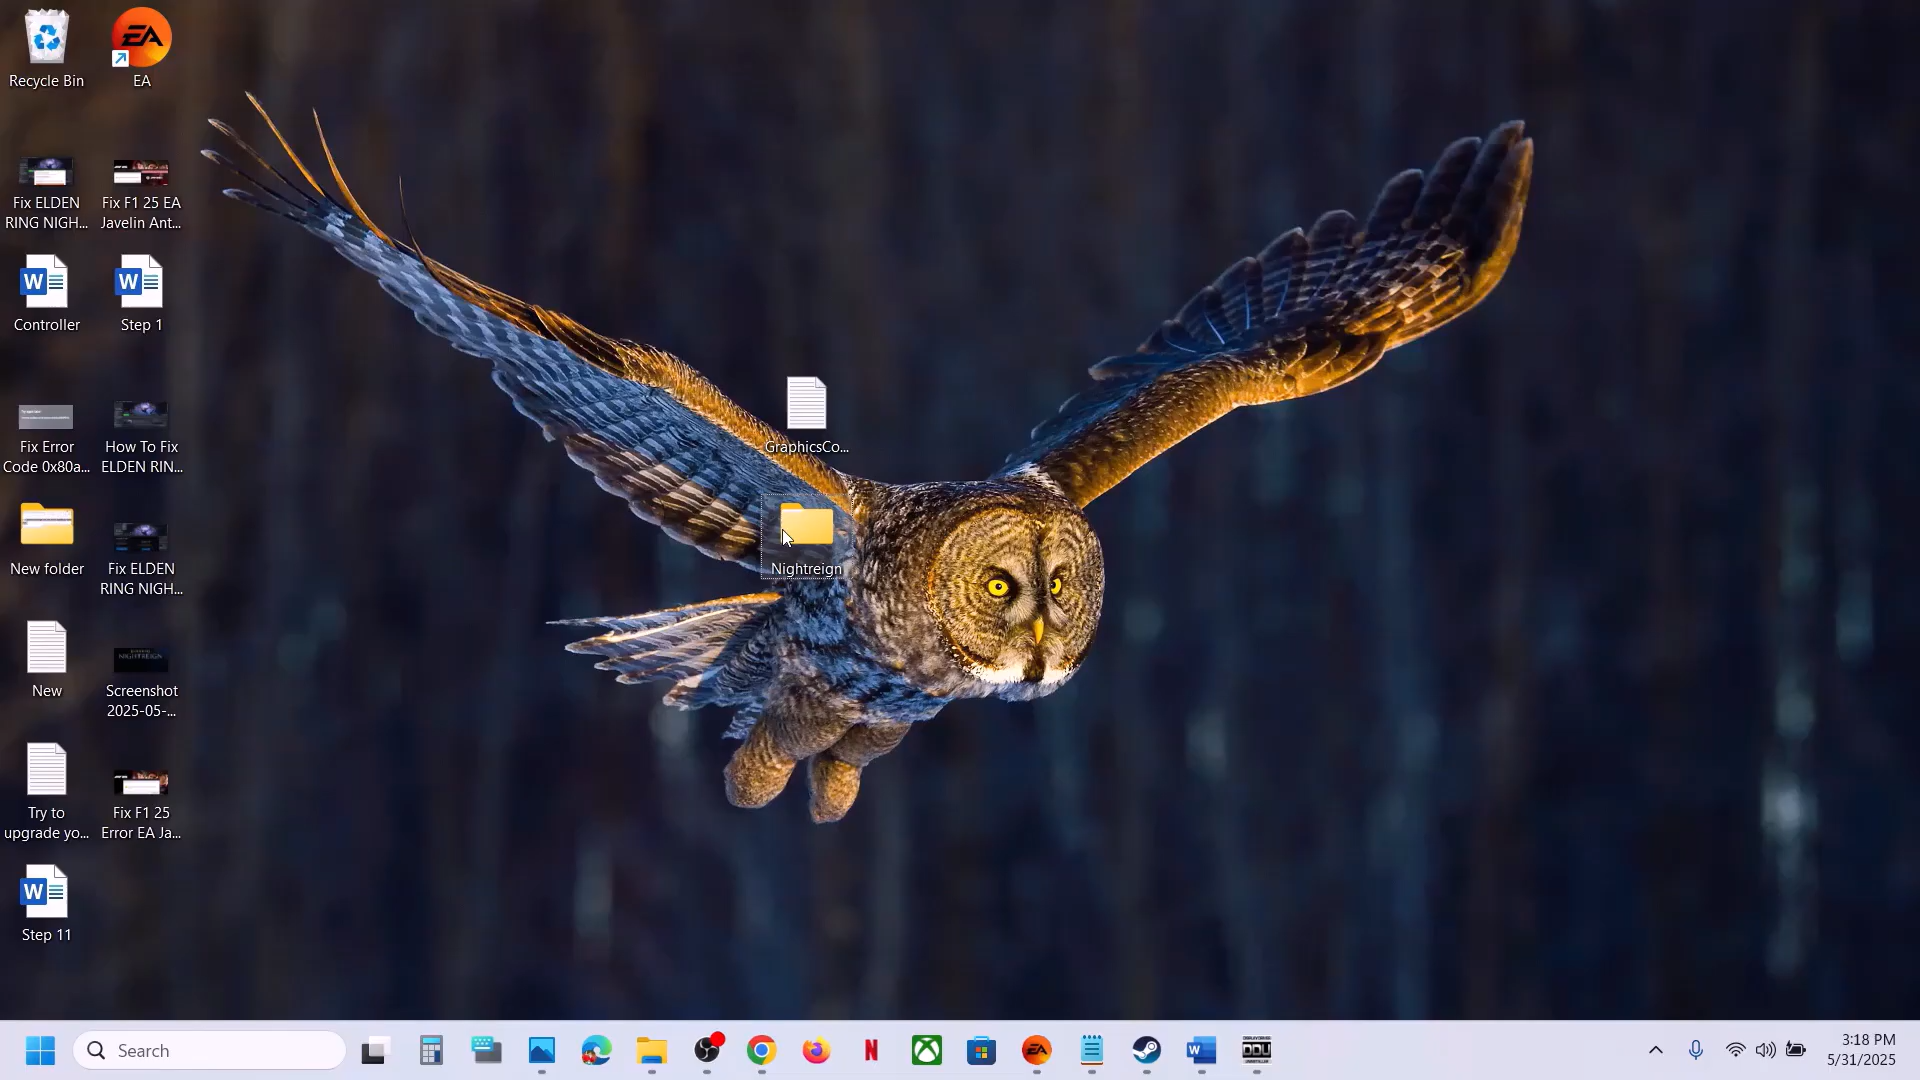 Recycle Bin
EA
Fix ELDEN
RING NIGH...
Fix F1 25 EA
Javelin Ant...
Controller
Step 1
Fix Error
Code 0x80a...
How To Fix
ELDEN RIN...
New folder
Fix ELDEN
RING NIGH...
New
Screenshot
2025-05-...
Try to
upgrade yo...
Fix F1 25
Error EA Ja...
Step 11
GraphicsCo...
Nightreign
Search
3:18 PM
5/31/2025